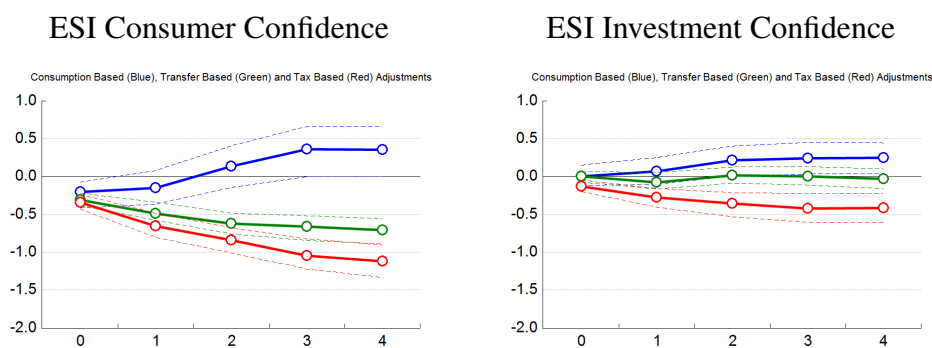 ESI Consumer Confidence
Consumption Based (Blue), Transfer Based (Green) and Tax Based (Red) Adjustments
1.0
0.5
0.0
-0.5
-1.0
-1.5
-2.0
0 1 2 3 4
ESI Investment Confidence
Consumption Based (Blue), Transfer Based (Green) and Tax Based (Red) Adjustments
1.0
0.5
0.0
-0.5
-1.0
-1.5
-2.0
0 1 2 3 4